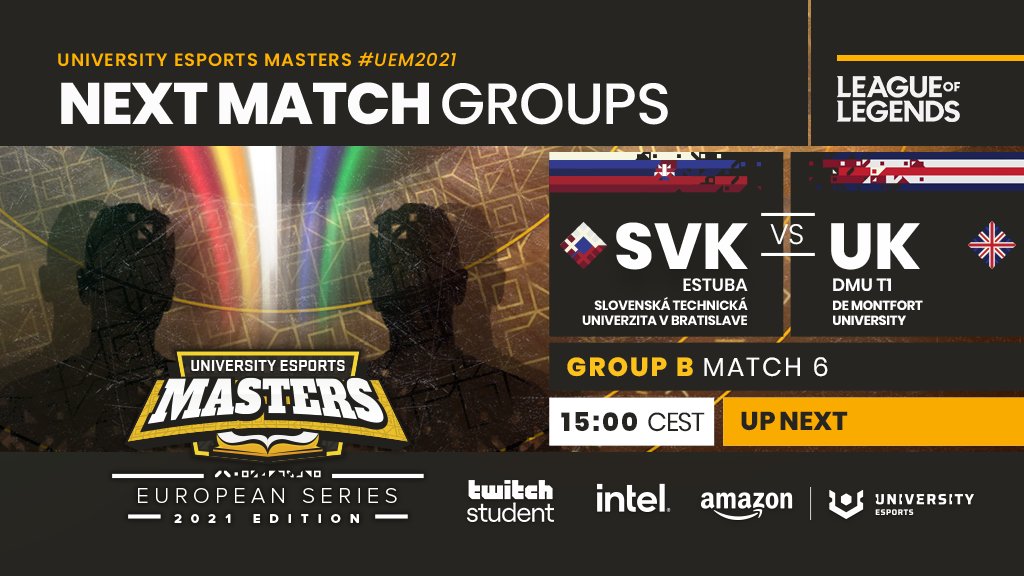 UNIVERSITY ESPORTS MASTERS #UEM2021
NEXT MATCH GROUPS
LEAGUE OF
LEGENDS
SVK
ESTUBA
SLOVENSKÁ TECHNICKÁ
UNIVERZITA V BRATISLAVE
VS
UK
DMU T1
DE MONTFORT
UNIVERSITY
GROUP B MATCH 6
15:00 CEST
UP NEXT
UNIVERSITY ESPORTS
MASTERS
EUROPEAN SERIES
2021 EDITION
twitch
student
intel.
amazon
UNIVERSITY
ESPORTS